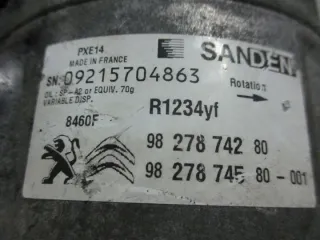 PXE14
MADE IN FRANCE
SANDEN
SN: 09215704863
OIL: SP-A2 or EQUIV. 70g
VARIABLE DISP.
Rotation
R1234yf
8460F
98 278 742 80
98 278 745 80-001